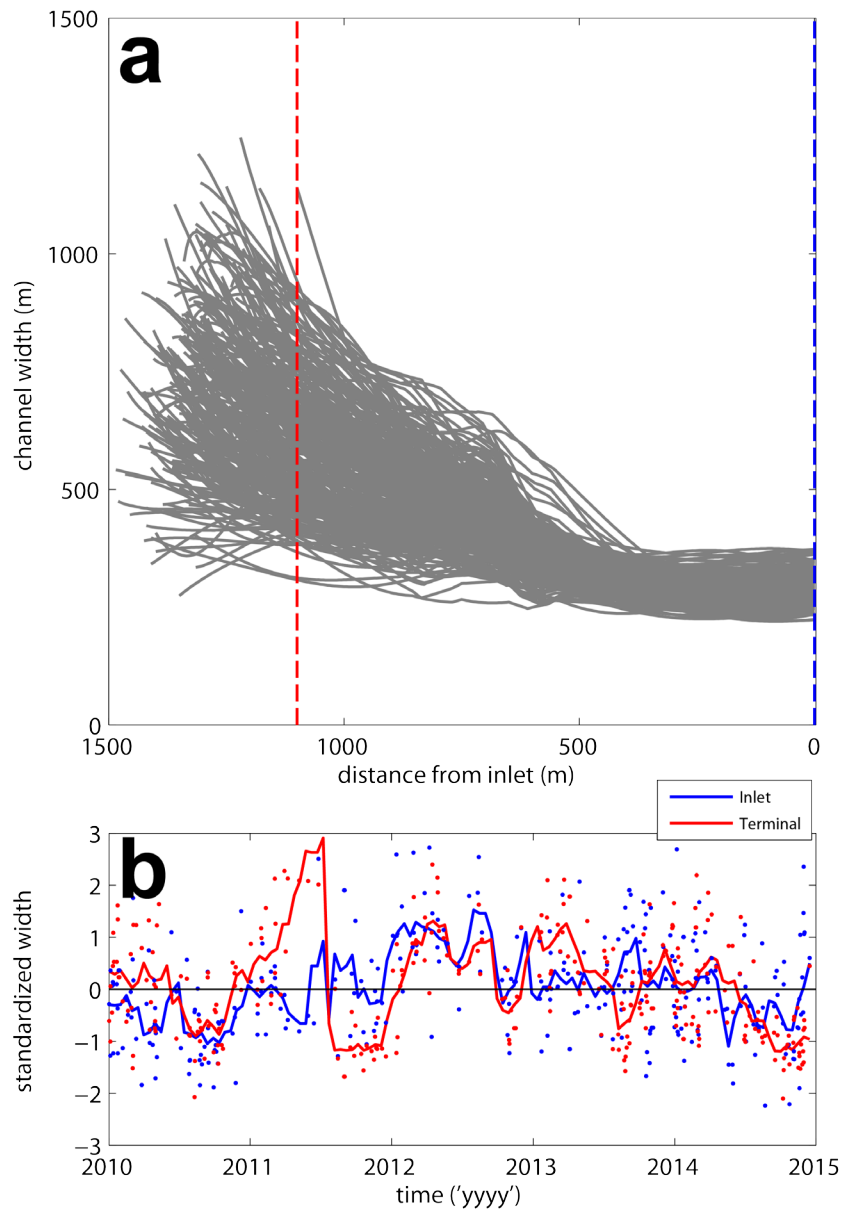 a
1500
1000
500
0
channel width (m)
1500 1000 500 0
distance from inlet (m)
Inlet
Terminal
b
3
2
1
0
−1
−2
−3
standardized width
2010 2011 2012 2013 2014 2015
time ('yyyy')